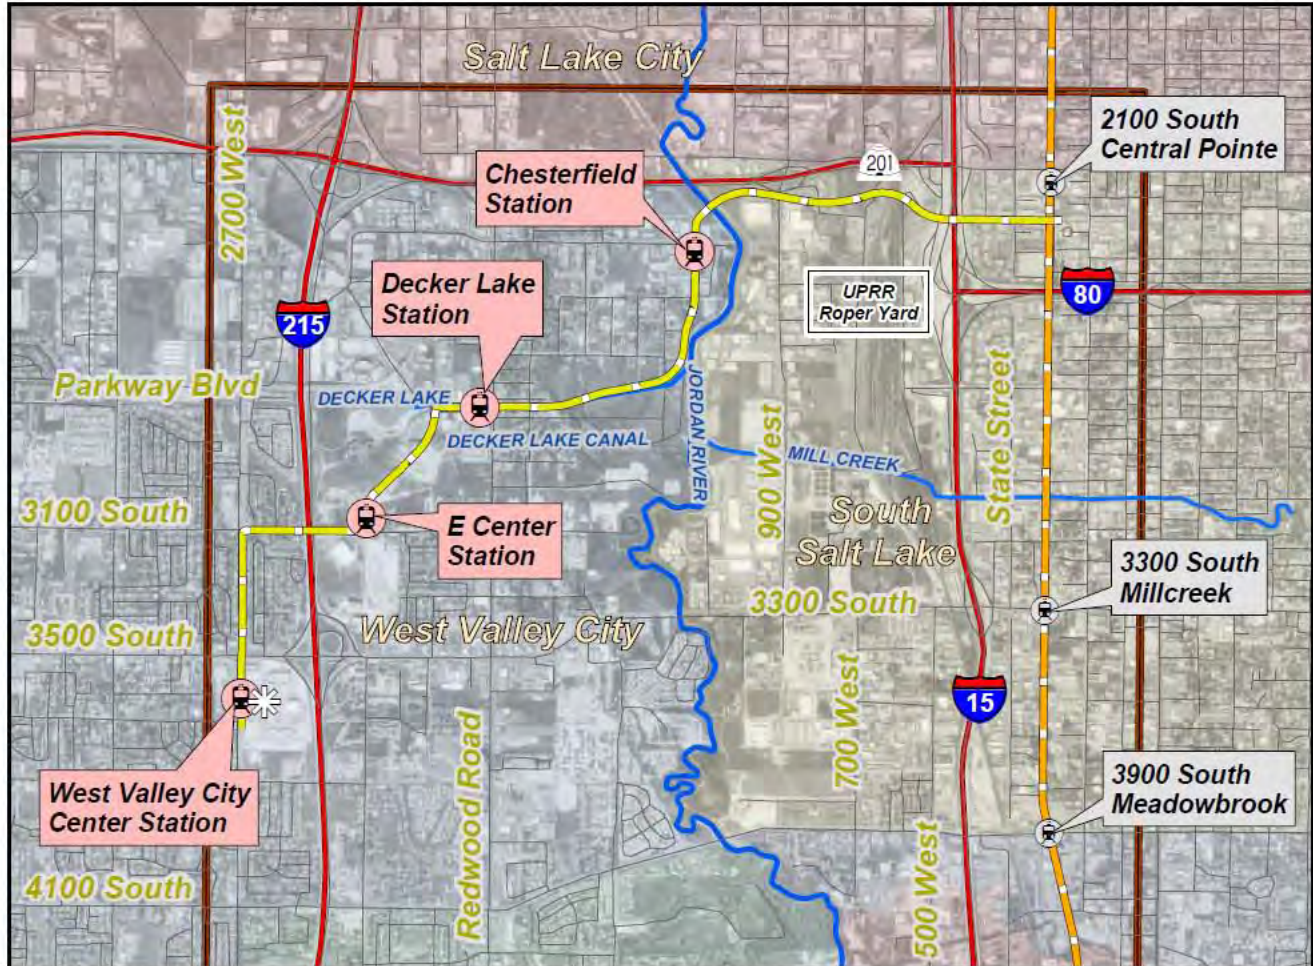 Salt Lake City
2700 West
2100 South
Central Pointe
201
Chesterfield
Station
Decker Lake
Station
UPRR
Roper Yard
80
215
Parkway Blvd
DECKER LAKE
DECKER LAKE CANAL
JORDAN RIVER
State Street
900 West
MILL CREEK
3100 South
E Center
Station
South
Salt Lake
3300 South
Millcreek
3300 South
3500 South
West Valley City
700 West
15
Redwood Road
West Valley City
Center Station
3900 South
Meadowbrook
4100 South
500 West